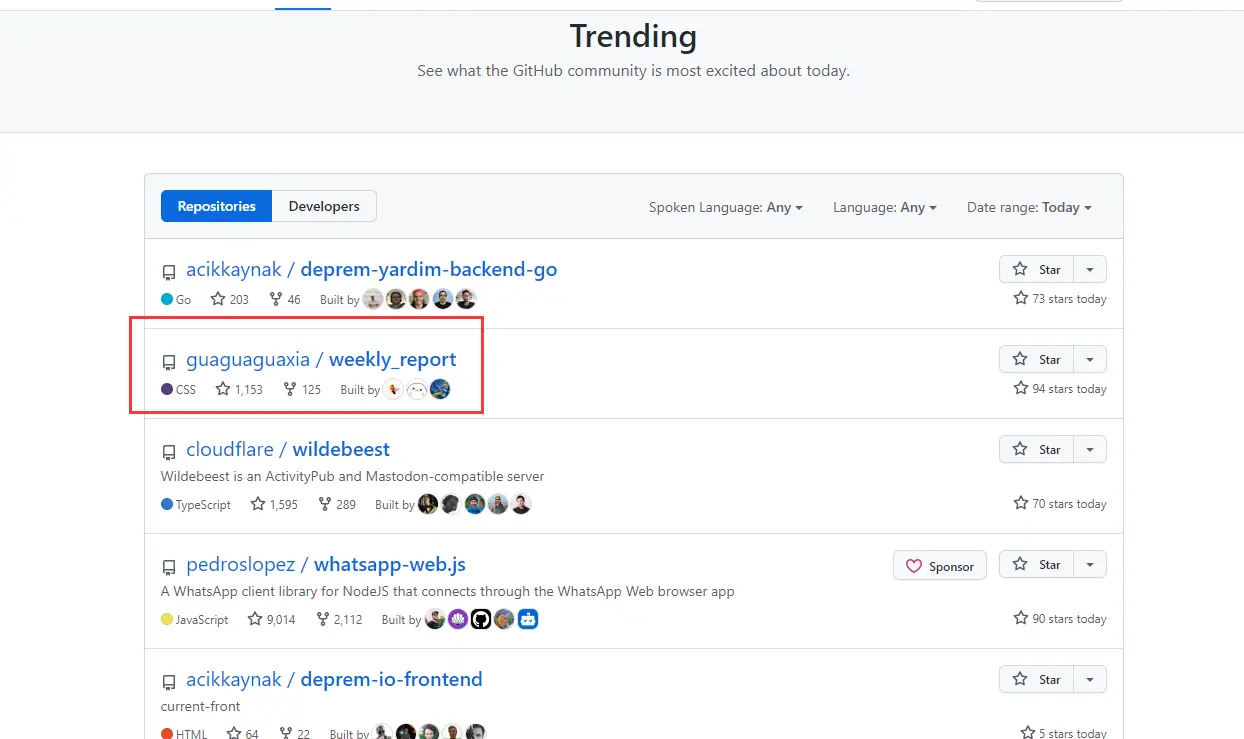 Trending
See what the GitHub community is most excited about today.
Repositories Developers Spoken Language: Any Language: Any Date range: Today
acikkaynak / deprem-yardim-backend-go Star
Go 203 46 Built by 73 stars today
guaguaguaxia / weekly_report Star
CSS 1,153 125 Built by 94 stars today
cloudflare / wildebeest Star
Wildebeest is an ActivityPub and Mastodon-compatible server
TypeScript 1,595 289 Built by 70 stars today
pedroslopez / whatsapp-web.js Sponsor Star
A WhatsApp client library for NodeJS that connects through the WhatsApp Web browser app
JavaScript 9,014 2,112 Built by 90 stars today
acikkaynak / deprem-io-frontend Star
current-front
HTML 64 22 Built by 5 stars today